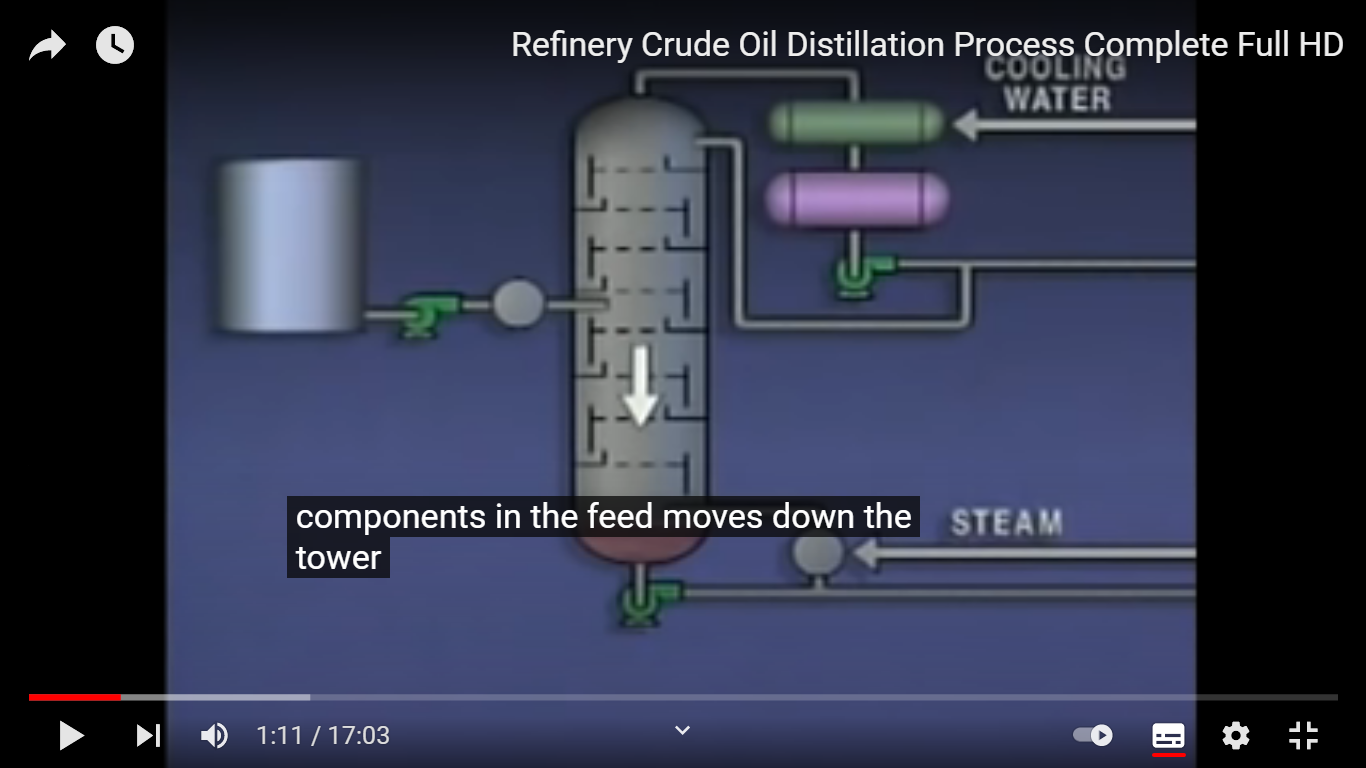 Refinery Crude Oil Distillation Process Complete Full HD
COOLING
WATER
components in the feed moves down the
tower
STEAM
1:11 / 17:03